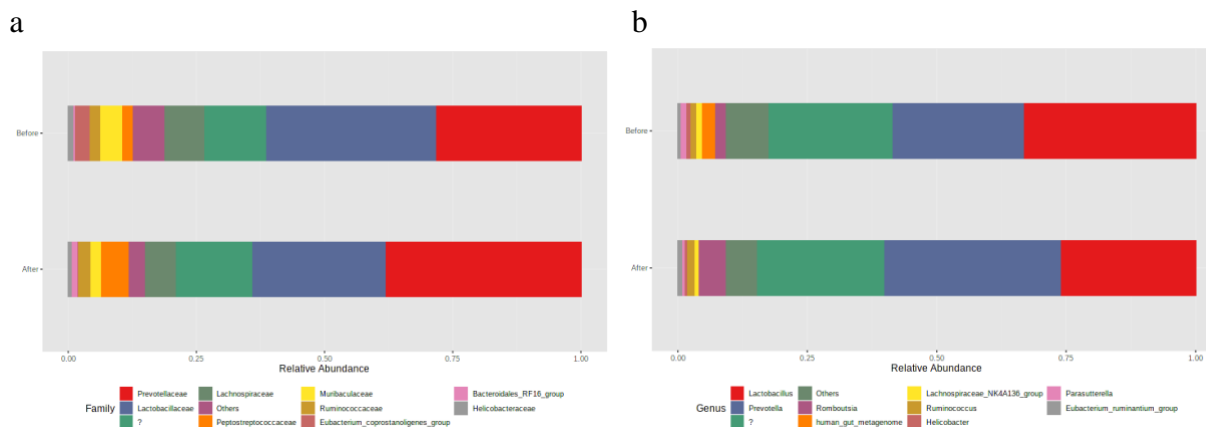 a
b
Before
After
0.00 0.25 0.50 0.75 1.00
Relative Abundance
Family
Prevotellaceae Lachnospiraceae Muribaculaceae Bacteroidales_RF16_group
Lactobacillaceae Others Ruminococcaceae Helicobacteraceae
? Peptostreptococcaceae Eubacterium_coprostanoligenes_group
Before
After
0.00 0.25 0.50 0.75 1.00
Relative Abundance
Genus
Lactobacillus Others Lachnospiraceae_NK4A136_group Parasutterella
Prevotella Romboutsia Ruminococcus Eubacterium_ruminantium_group
? human_gut_metagenome Helicobacter